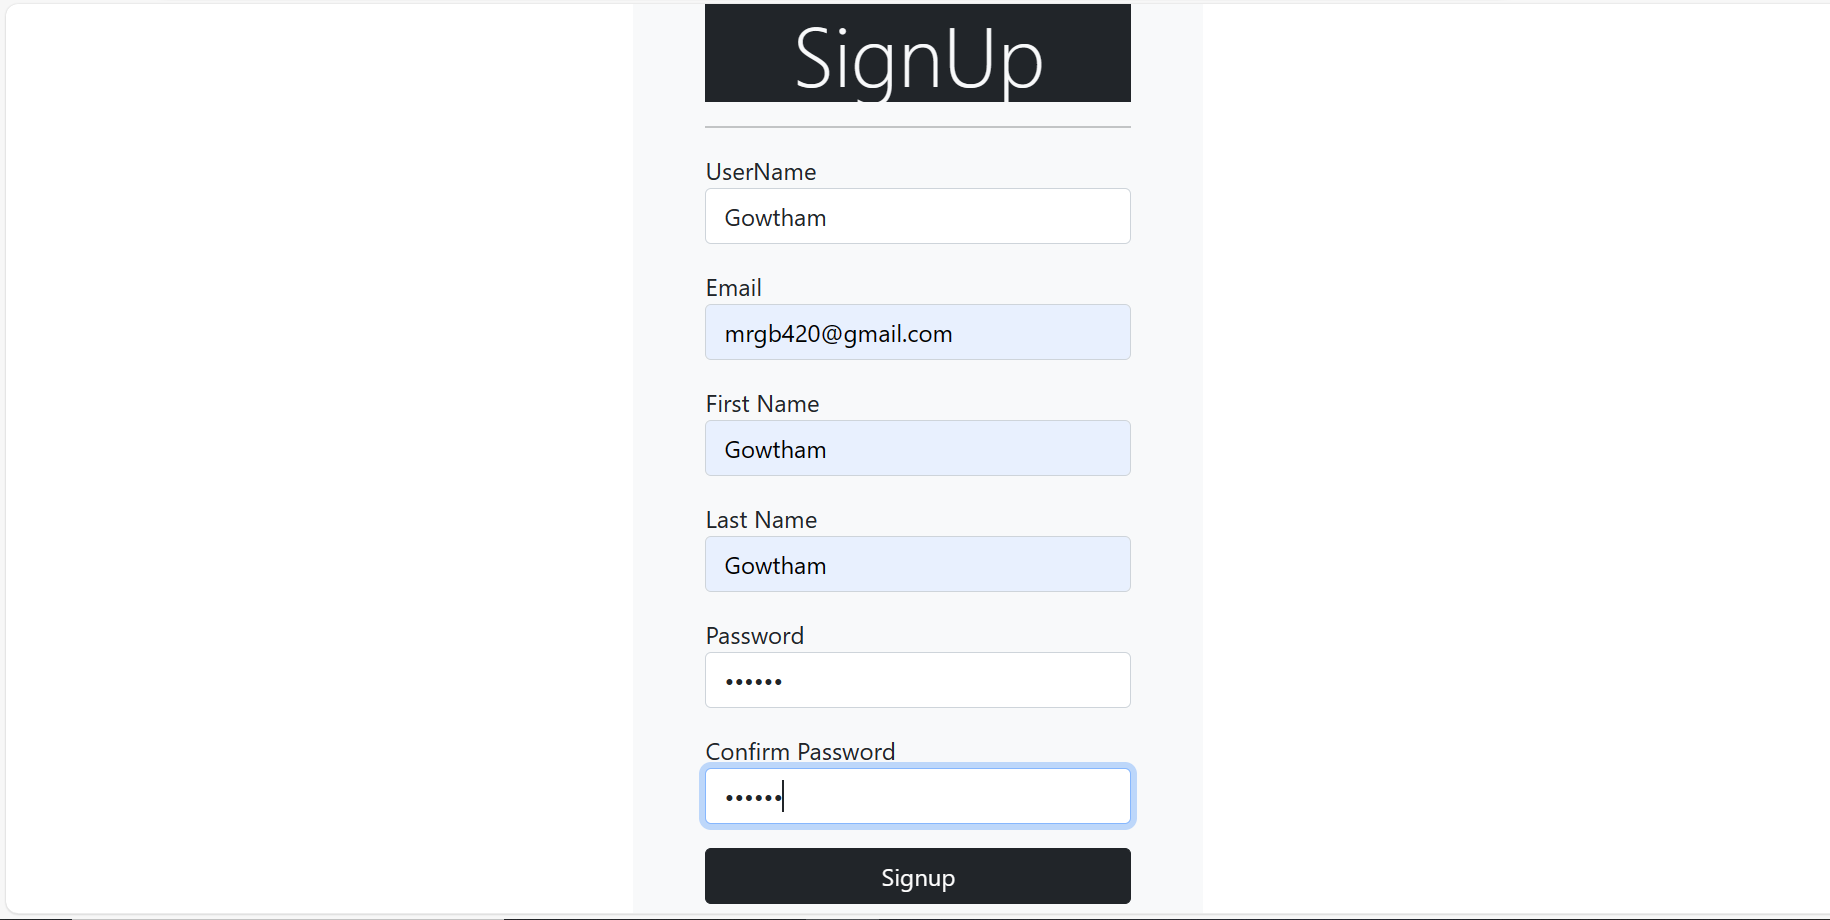 SignUp
UserName
Gowtham
Email
mrgb420@gmail.com
First Name
Gowtham
Last Name
Gowtham
Password
••••••
Confirm Password
••••••
Signup